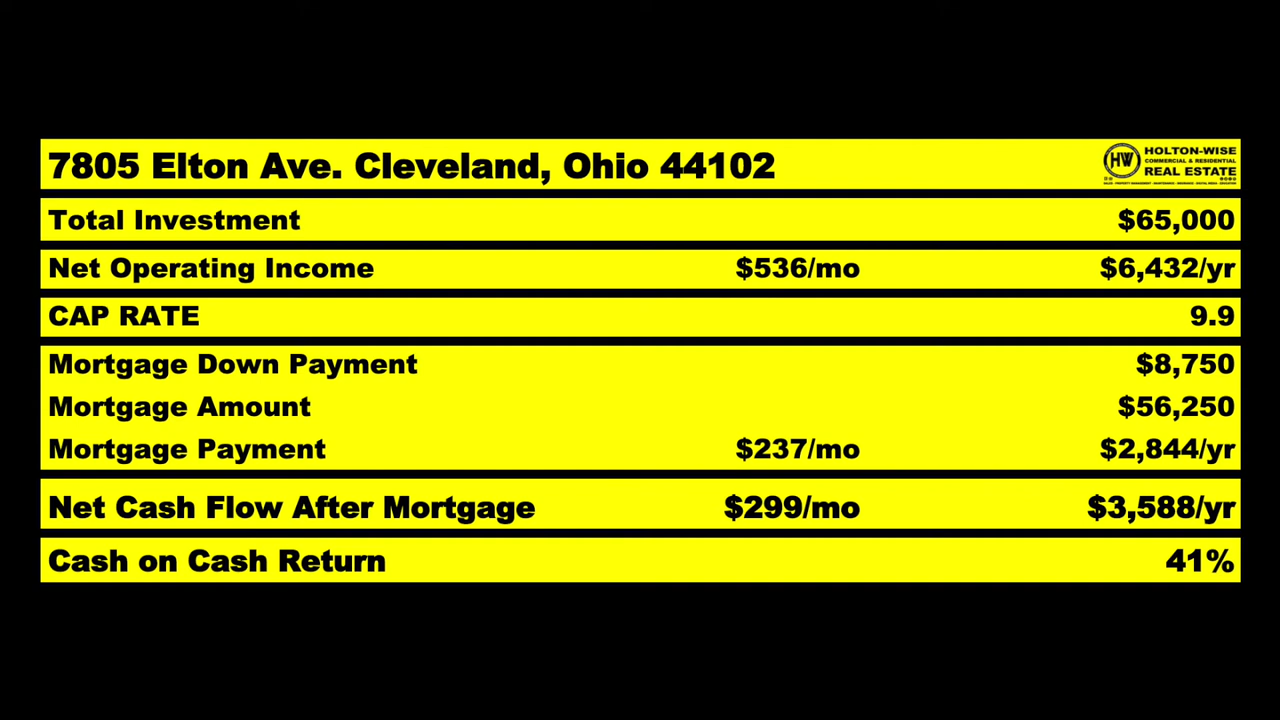 7805 Elton Ave. Cleveland, Ohio 44102
HW
HOLTON-WISE
COMMERCIAL & RESIDENTIAL
REAL ESTATE
Total Investment $65,000
Net Operating Income $536/mo $6,432/yr
CAP RATE 9.9
Mortgage Down Payment $8,750
Mortgage Amount $56,250
Mortgage Payment $237/mo $2,844/yr
Net Cash Flow After Mortgage $299/mo $3,588/yr
Cash on Cash Return 41%